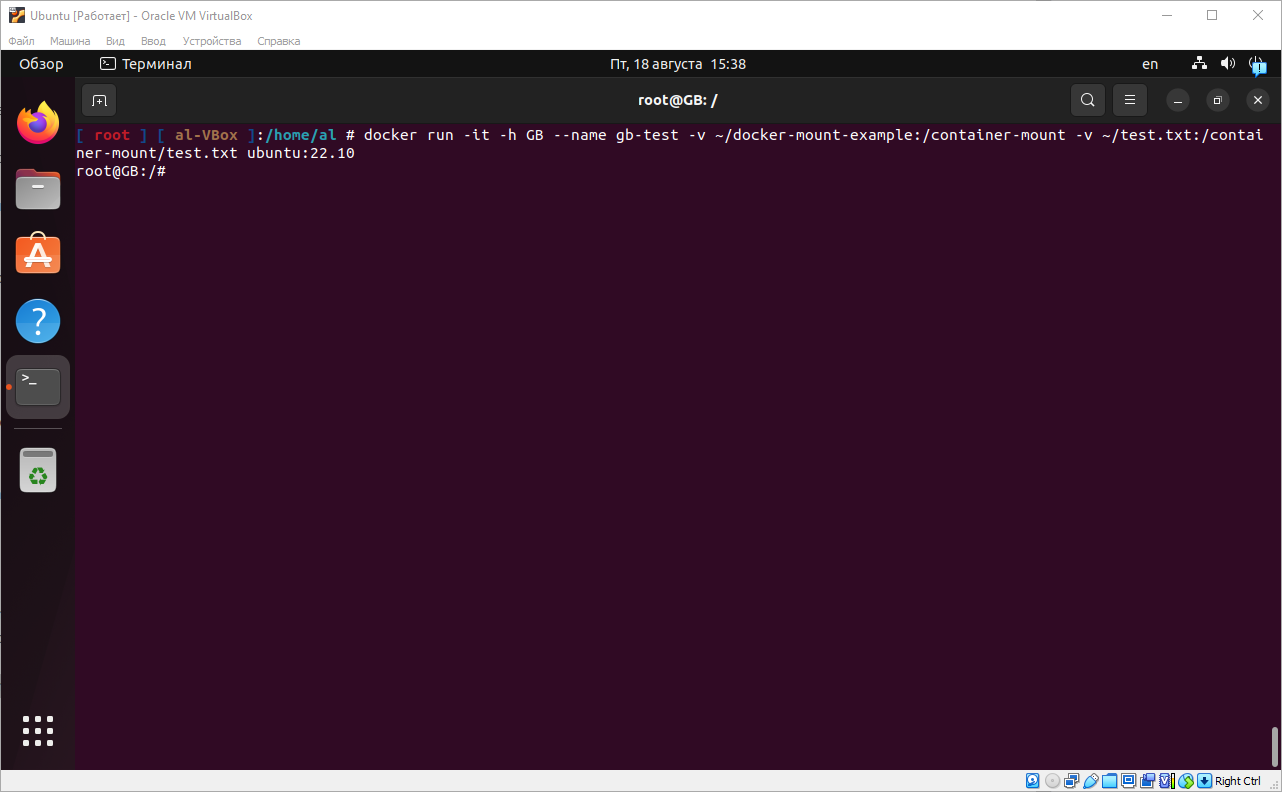 Ubuntu [Работает] - Oracle VM VirtualBox
Файл Машина Вид Ввод Устройства Справка
Обзор Терминал Пт, 18 августа 15:38 en
root@GB: /
[ root ] [ al-VBox ]:/home/al # docker run -it -h GB --name gb-test -v ~/docker-mount-example:/container-mount -v ~/test.txt:/contai
ner-mount/test.txt ubuntu:22.10
root@GB:/#
Right Ctrl